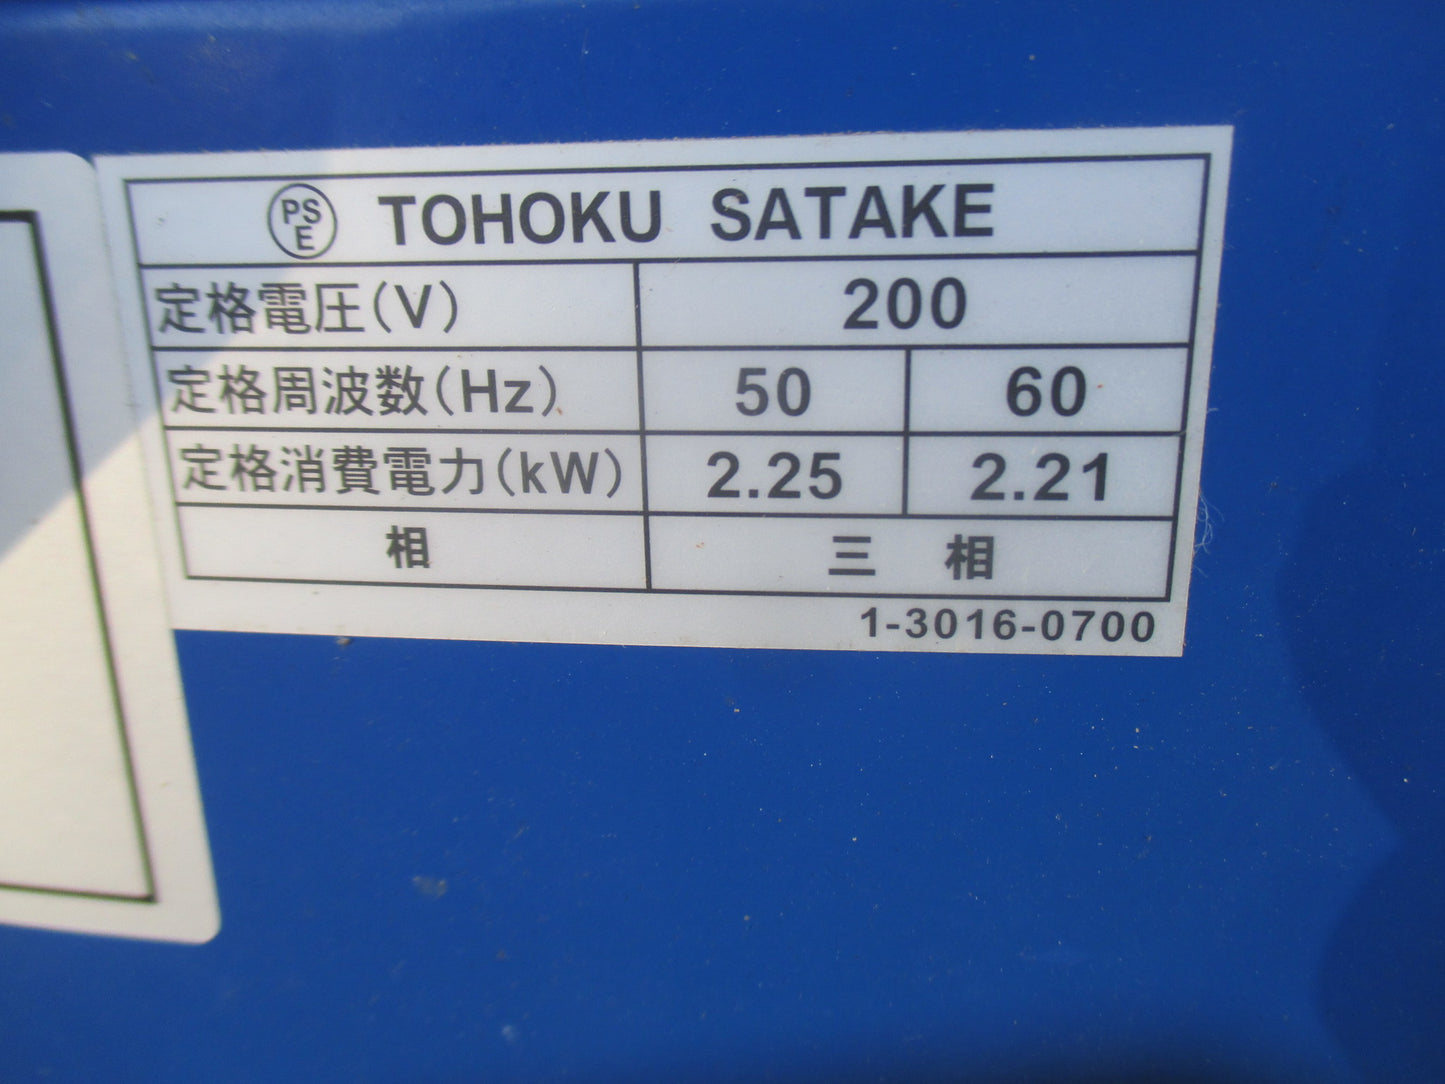 PSE TOHOKU SATAKE
定格電圧(V) 200
定格周波数(Hz) 50 60
定格消費電力(kW) 2.25 2.21
相 三相
1-3016-0700